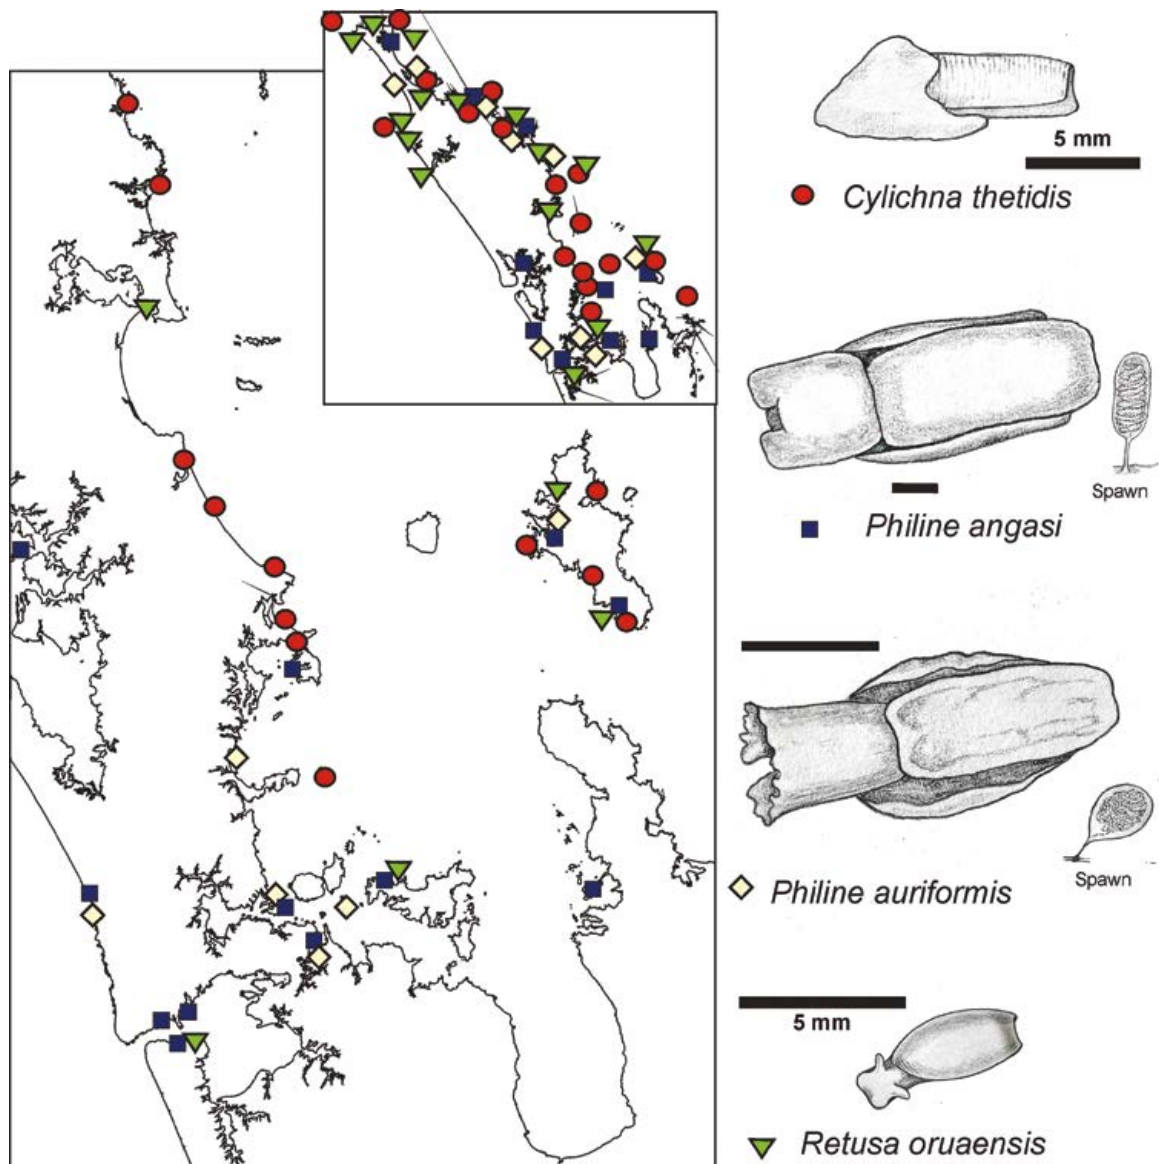 5 mm
Cylichna thetidis
Spawn
Philine angasi
Philine auriformis
Spawn
5 mm
Retusa oruaensis